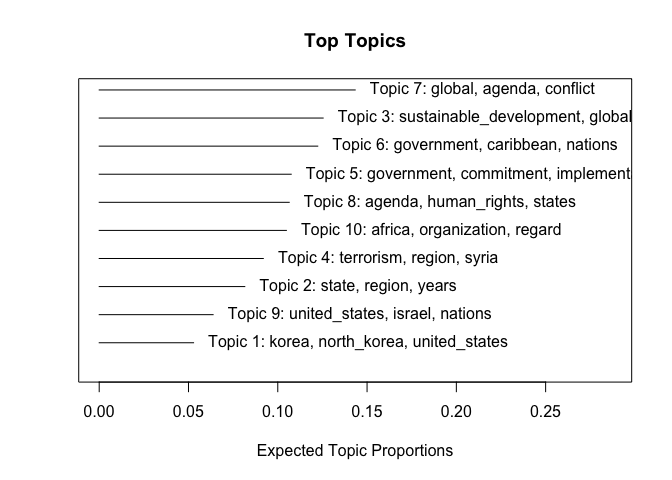 Top Topics
Topic 7: global, agenda, conflict
Topic 3: sustainable_development, global
Topic 6: government, caribbean, nations
Topic 5: government, commitment, implement
Topic 8: agenda, human_rights, states
Topic 10: africa, organization, regard
Topic 4: terrorism, region, syria
Topic 2: state, region, years
Topic 9: united_states, israel, nations
Topic 1: korea, north_korea, united_states
0.00 0.05 0.10 0.15 0.20 0.25
Expected Topic Proportions